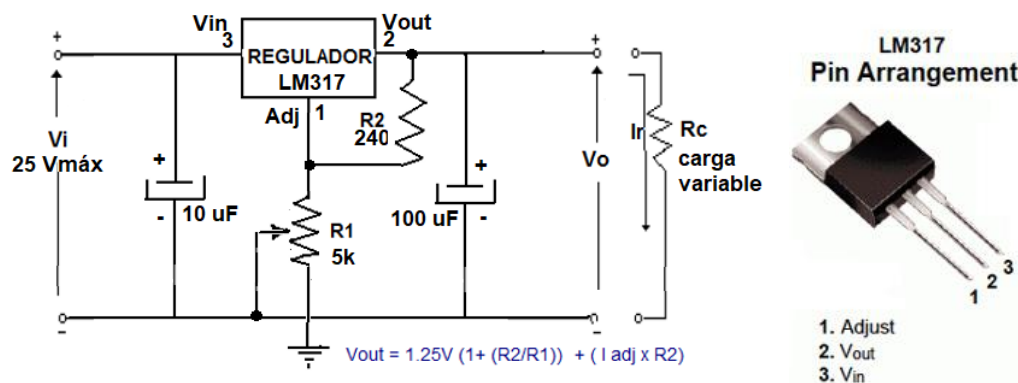 Vin
3
REGULADOR
LM317
Vout
2
Adj
1
R2
240
+
Vi
25 Vmáx
-
+
-
10 uF
R1
5k
+
-
100 uF
+
Vo
-
Ir
Rc
carga
variable
Vout = 1.25V (1+ (R2/R1)) + ( I adj x R2)
LM317
Pin Arrangement
1
2
3
1. Adjust
2. Vout
3. Vin